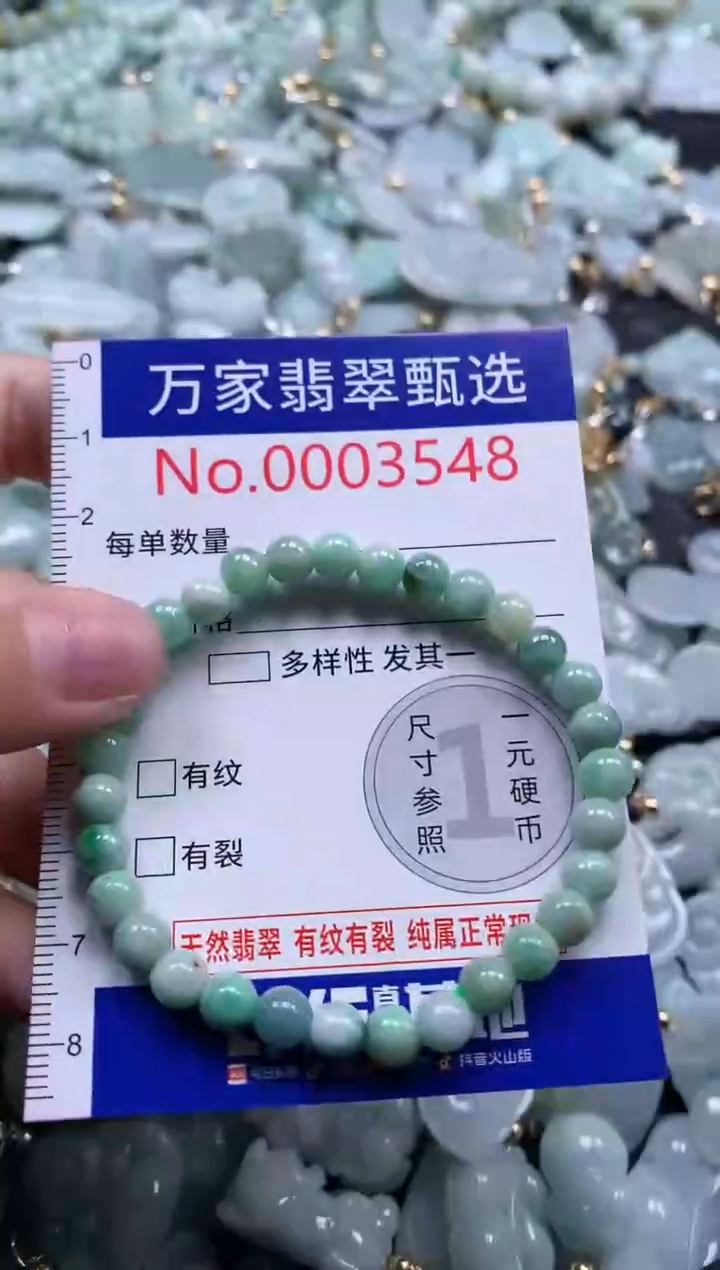 0
万家翡翠甄选
1
No.0003548
2
每单数量
格
多样性 发其一
有纹
有裂
尺寸参照
1
一元硬币
天然翡翠 有纹有裂 纯属正常现
7
8
抖音火山版